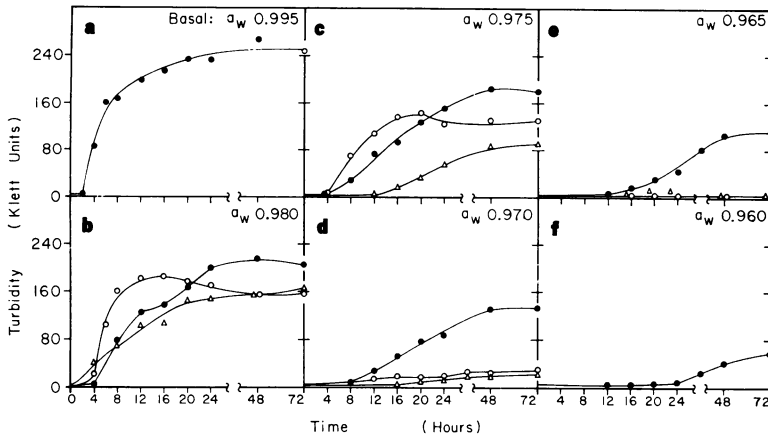 a Basal: aw 0.995
c aw 0.975
e aw 0.965
240
160
80
0
b aw 0.980
d aw 0.970
f aw 0.960
240
160
80
0
Turbidity (Klett Units)
0 4 8 12 16 20 24 48 72
4 8 12 16 20 24 48 72
4 8 12 16 20 24 48 72
Time (Hours)